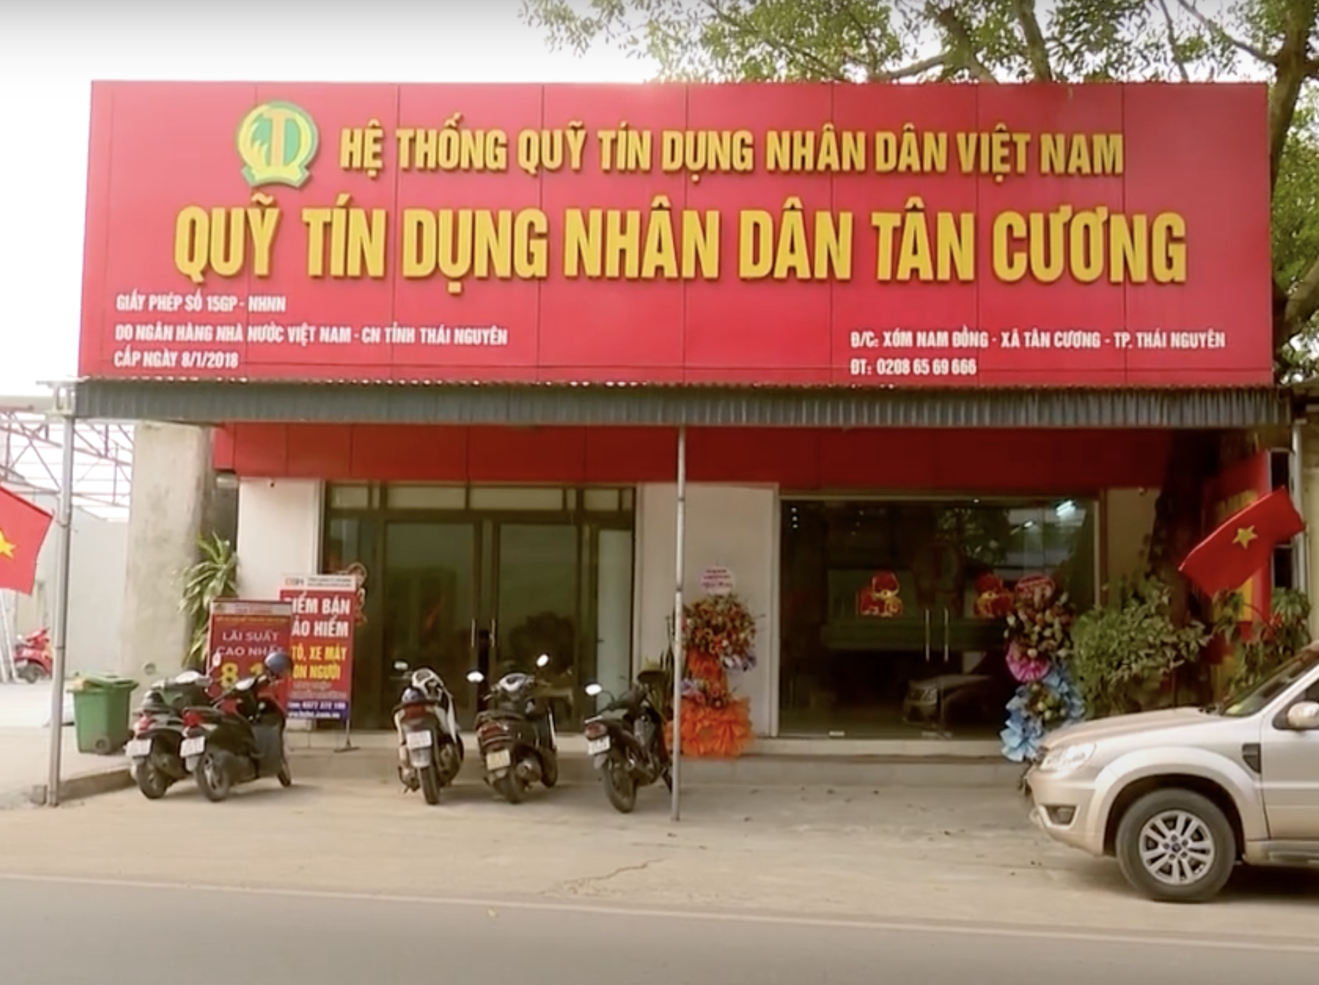 HỆ THỐNG QUỸ TÍN DỤNG NHÂN DÂN VIỆT NAM
QUỸ TÍN DỤNG NHÂN DÂN TÂN CƯƠNG
GIẤY PHÉP SỐ 15GP - NHNN
DO NGÂN HÀNG NHÀ NƯỚC VIỆT NAM - CN TỈNH THÁI NGUYÊN
CẤP NGÀY 8/1/2018
Đ/C: XÓM NAM ĐỒNG - XÃ TÂN CƯƠNG - TP. THÁI NGUYÊN
ĐT: 0208 65 69 666
BÁN
HIỂM
XE MÁY
NGƯỜI
LÃI SUẤT
CAO NHẤT